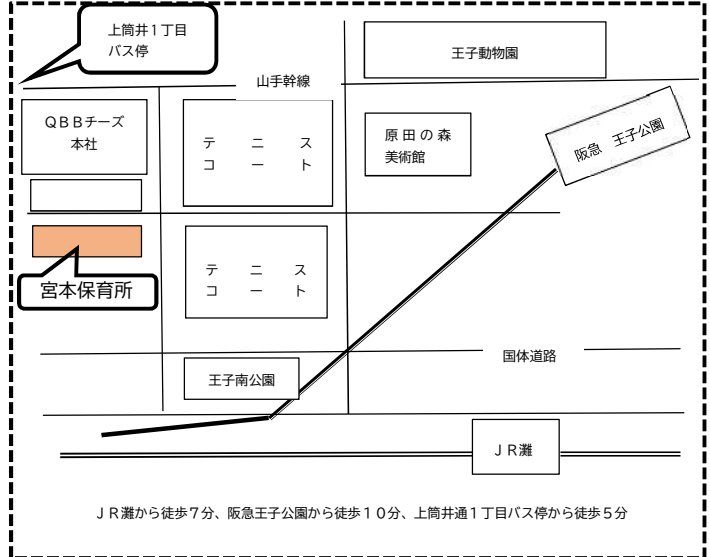 上筒井１丁目
バス停
王子動物園
山手幹線
ＱＢＢチーズ
本社
テ ニ ス
コ ー ト
原田の森
美術館
阪急 王子公園
宮本保育所
テ ニ ス
コ ー ト
国体道路
王子南公園
ＪＲ灘
ＪＲ灘から徒歩７分、阪急王子公園から徒歩１０分、上筒井通１丁目バス停から徒歩５分